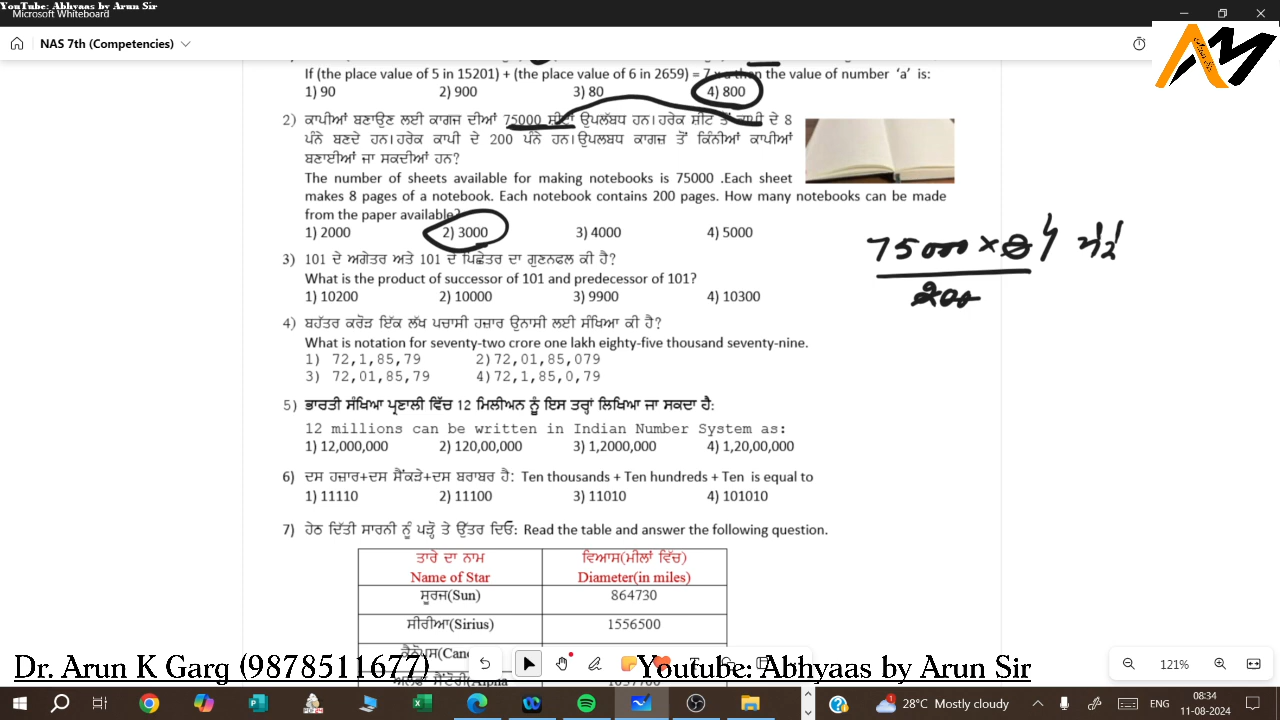 YouTube: Abhyaas by Arun Sir
Microsoft Whiteboard
NAS 7th (Competencies)
If (the place value of 5 in 15201) + (the place value of 6 in 2659) = 7 × a then the value of number ‘a’ is:
1) 90 2) 900 3) 80 4) 800
2) ਕਾਪੀਆਂ ਬਣਾਉਣ ਲਈ ਕਾਗਜ ਦੀਆਂ 75000 ਸ਼ੀਟਾਂ ਉਪਲੱਬਧ ਹਨ। ਹਰੇਕ ਸ਼ੀਟ ਤੋਂ ਕਾਪੀ ਦੇ 8
ਪੰਨੇ ਬਣਦੇ ਹਨ। ਹਰੇਕ ਕਾਪੀ ਦੇ 200 ਪੰਨੇ ਹਨ। ਉਪਲਬਧ ਕਾਗਜ਼ ਤੋਂ ਕਿੰਨੀਆਂ ਕਾਪੀਆਂ
ਬਣਾਈਆਂ ਜਾ ਸਕਦੀਆਂ ਹਨ?
The number of sheets available for making notebooks is 75000 .Each sheet
makes 8 pages of a notebook. Each notebook contains 200 pages. How many notebooks can be made
from the paper available?
1) 2000 2) 3000 3) 4000 4) 5000
75000 × 8
200
3) 101 ਦੇ ਅਗੇਤਰ ਅਤੇ 101 ਦੇ ਪਿਛੇਤਰ ਦਾ ਗੁਣਨਫਲ ਕੀ ਹੈ?
What is the product of successor of 101 and predecessor of 101?
1) 10200 2) 10000 3) 9900 4) 10300
4) ਬਹੱਤਰ ਕਰੋੜ ਇੱਕ ਲੱਖ ਪਚਾਸੀ ਹਜ਼ਾਰ ਉਨਾਸੀ ਲਈ ਸੰਖਿਆ ਕੀ ਹੈ?
What is notation for seventy-two crore one lakh eighty-five thousand seventy-nine.
1) 72,1,85,79 2)72,01,85,079
3) 72,01,85,79 4)72,1,85,0,79
5) ਭਾਰਤੀ ਸੰਖਿਆ ਪ੍ਰਣਾਲੀ ਵਿੱਚ 12 ਮਿਲੀਅਨ ਨੂੰ ਇਸ ਤਰ੍ਹਾਂ ਲਿਖਿਆ ਜਾ ਸਕਦਾ ਹੈ:
12 millions can be written in Indian Number System as:
1) 12,000,000 2) 120,00,000 3) 1,2000,000 4) 1,20,00,000
6) ਦਸ ਹਜ਼ਾਰ+ਦਸ ਸੈਂਕੜੇ+ਦਸ ਬਰਾਬਰ ਹੈ: Ten thousands + Ten hundreds + Ten is equal to
1) 11110 2) 11100 3) 11010 4) 101010
7) ਹੇਠ ਦਿੱਤੀ ਸਾਰਨੀ ਨੂੰ ਪੜ੍ਹੋ ਤੇ ਉੱਤਰ ਦਿਓ: Read the table and answer the following question.
ਤਾਰੇ ਦਾ ਨਾਮ ਵਿਆਸ(ਮੀਲਾਂ ਵਿੱਚ)
Name of Star Diameter(in miles)
ਸੂਰਜ(Sun) 864730
ਸੀਰੀਆ(Sirius) 1556500
Dr. Arun K Garg (9878511677) Youtube: Abhyaas by Arun Sir
121%
28°C Mostly cloudy
ENG
08:34
11-08-2024